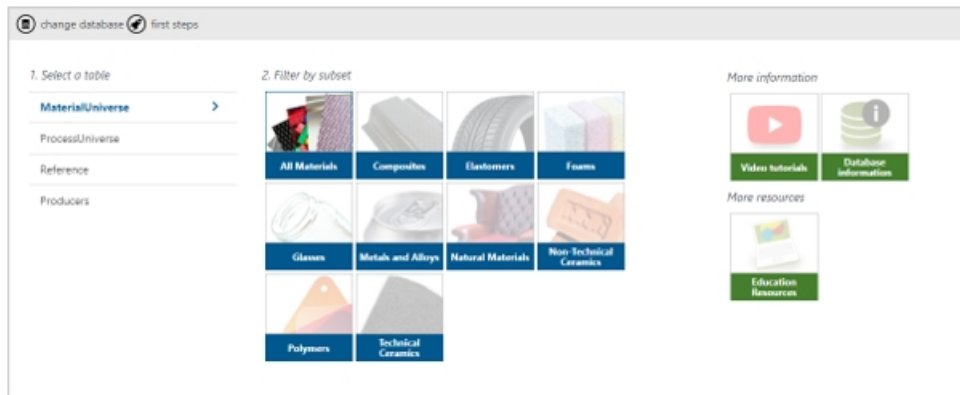 change database first steps
1. Select a table
MaterialUniverse
ProcessUniverse
Reference
Producers
2. Filter by subset
All Materials
Composites
Elastomers
Foams
Glasses
Metals and Alloys
Natural Materials
Non-Technical
Ceramics
Polymers
Technical
Ceramics
More information
Video tutorials
Database
information
More resources
Education
Resources